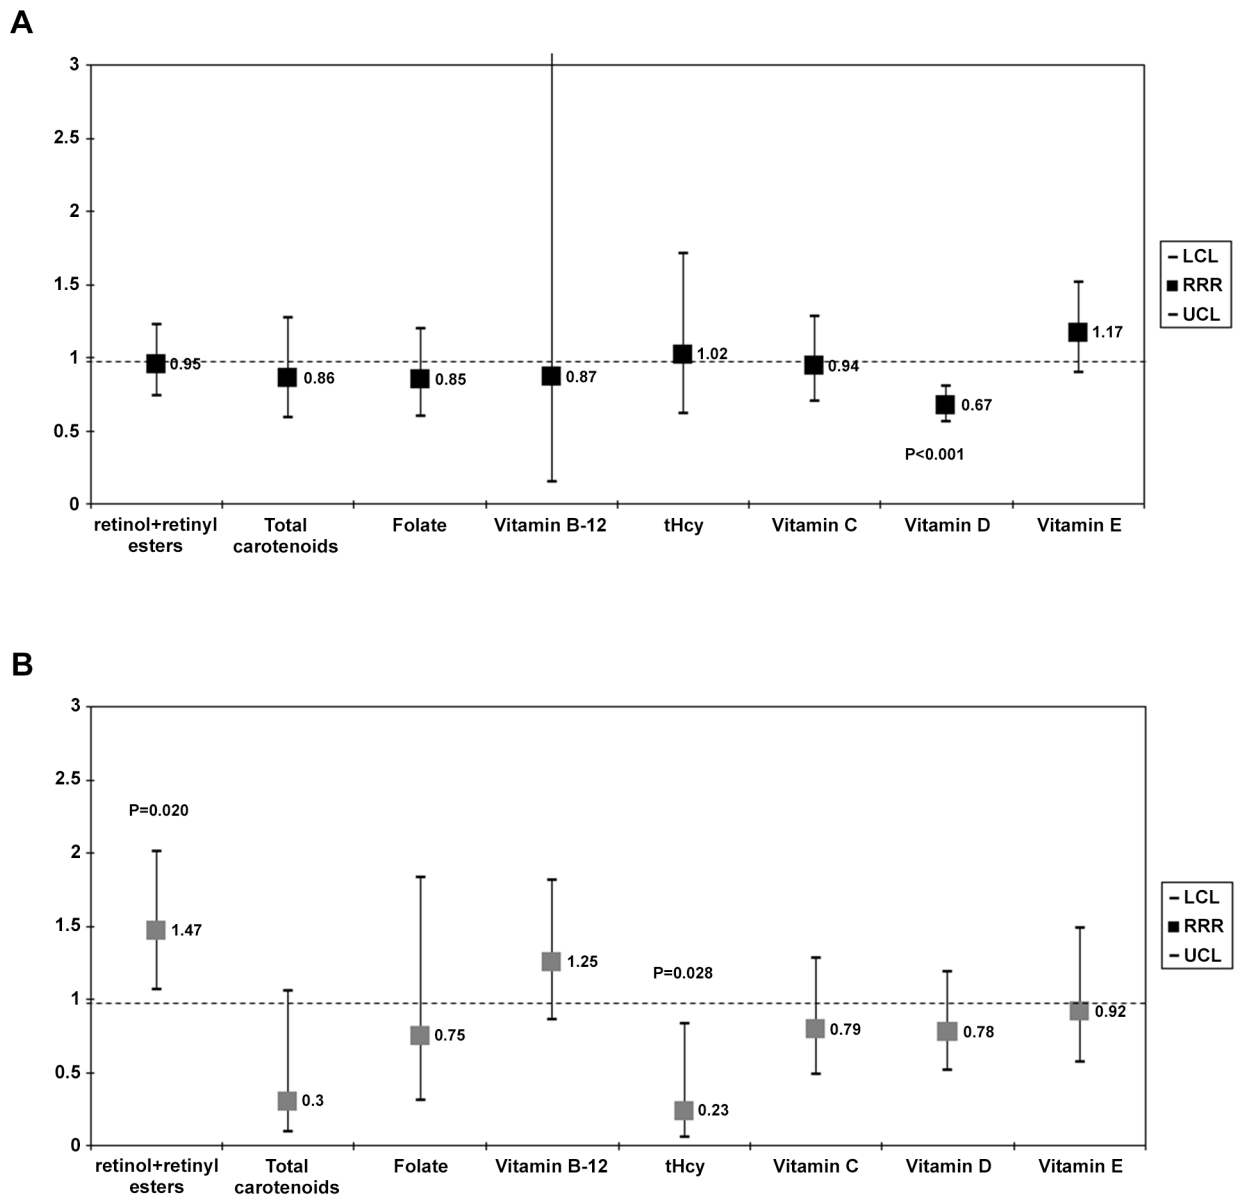 A
3
2.5
2
1.5
1
0.5
0
0.95
0.86
0.85
0.87
1.02
0.94
0.67
1.17
P<0.001
retinol+retinyl
esters
Total
carotenoids
Folate
Vitamin B-12
tHcy
Vitamin C
Vitamin D
Vitamin E
LCL
RRR
UCL
B
3
2.5
2
1.5
1
0.5
0
P=0.020
1.47
0.3
0.75
1.25
P=0.028
0.23
0.79
0.78
0.92
retinol+retinyl
esters
Total
carotenoids
Folate
Vitamin B-12
tHcy
Vitamin C
Vitamin D
Vitamin E
LCL
RRR
UCL